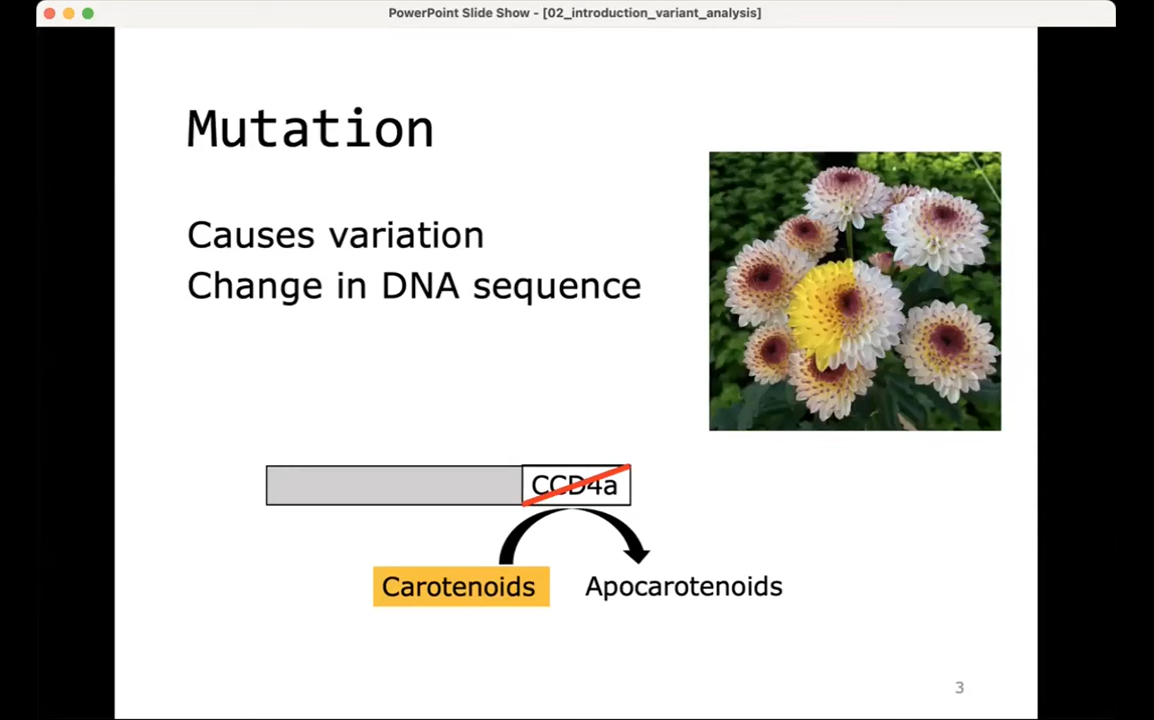 PowerPoint Slide Show - [02_introduction_variant_analysis]
Mutation
Causes variation
Change in DNA sequence
CCD4a
Carotenoids Apocarotenoids
3